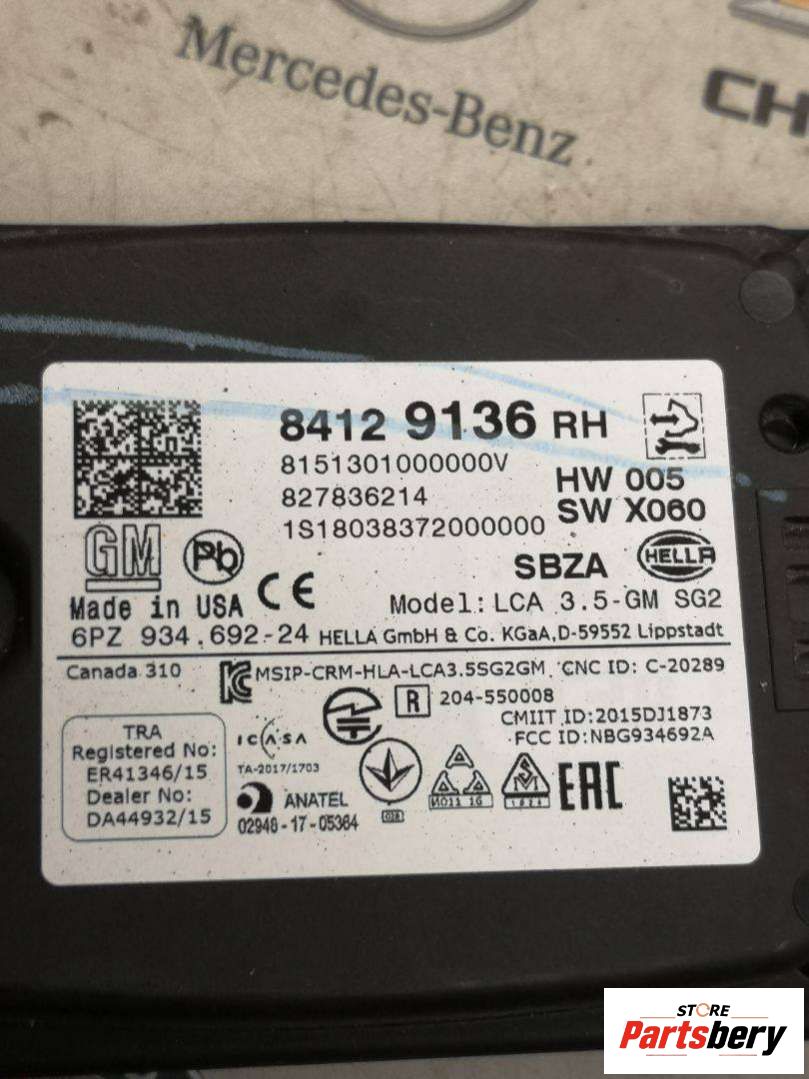 Mercedes-Benz
CH
84129136 RH
8151301000000V
827836214
1S18038372000000
HW 005
SW X060
GM
Pb
SBZA
HELLA
Made in USA
CE
Model: LCA 3.5-GM SG2
6PZ 934.692-24 HELLA GmbH & Co. KGaA, D-59552 Lippstadt
Canada 310
MSIP-CRM-HLA-LCA3.5SG2GM
CNC ID: C-20289
R 204-550008
CMIIT ID:2015DJ1873
FCC ID:NBG934692A
TRA
Registered No:
ER41346/15
Dealer No:
DA44932/15
ICASA
TA-2017/1703
ANATEL
02948-17-05364
EAC
STORE
Partsbery